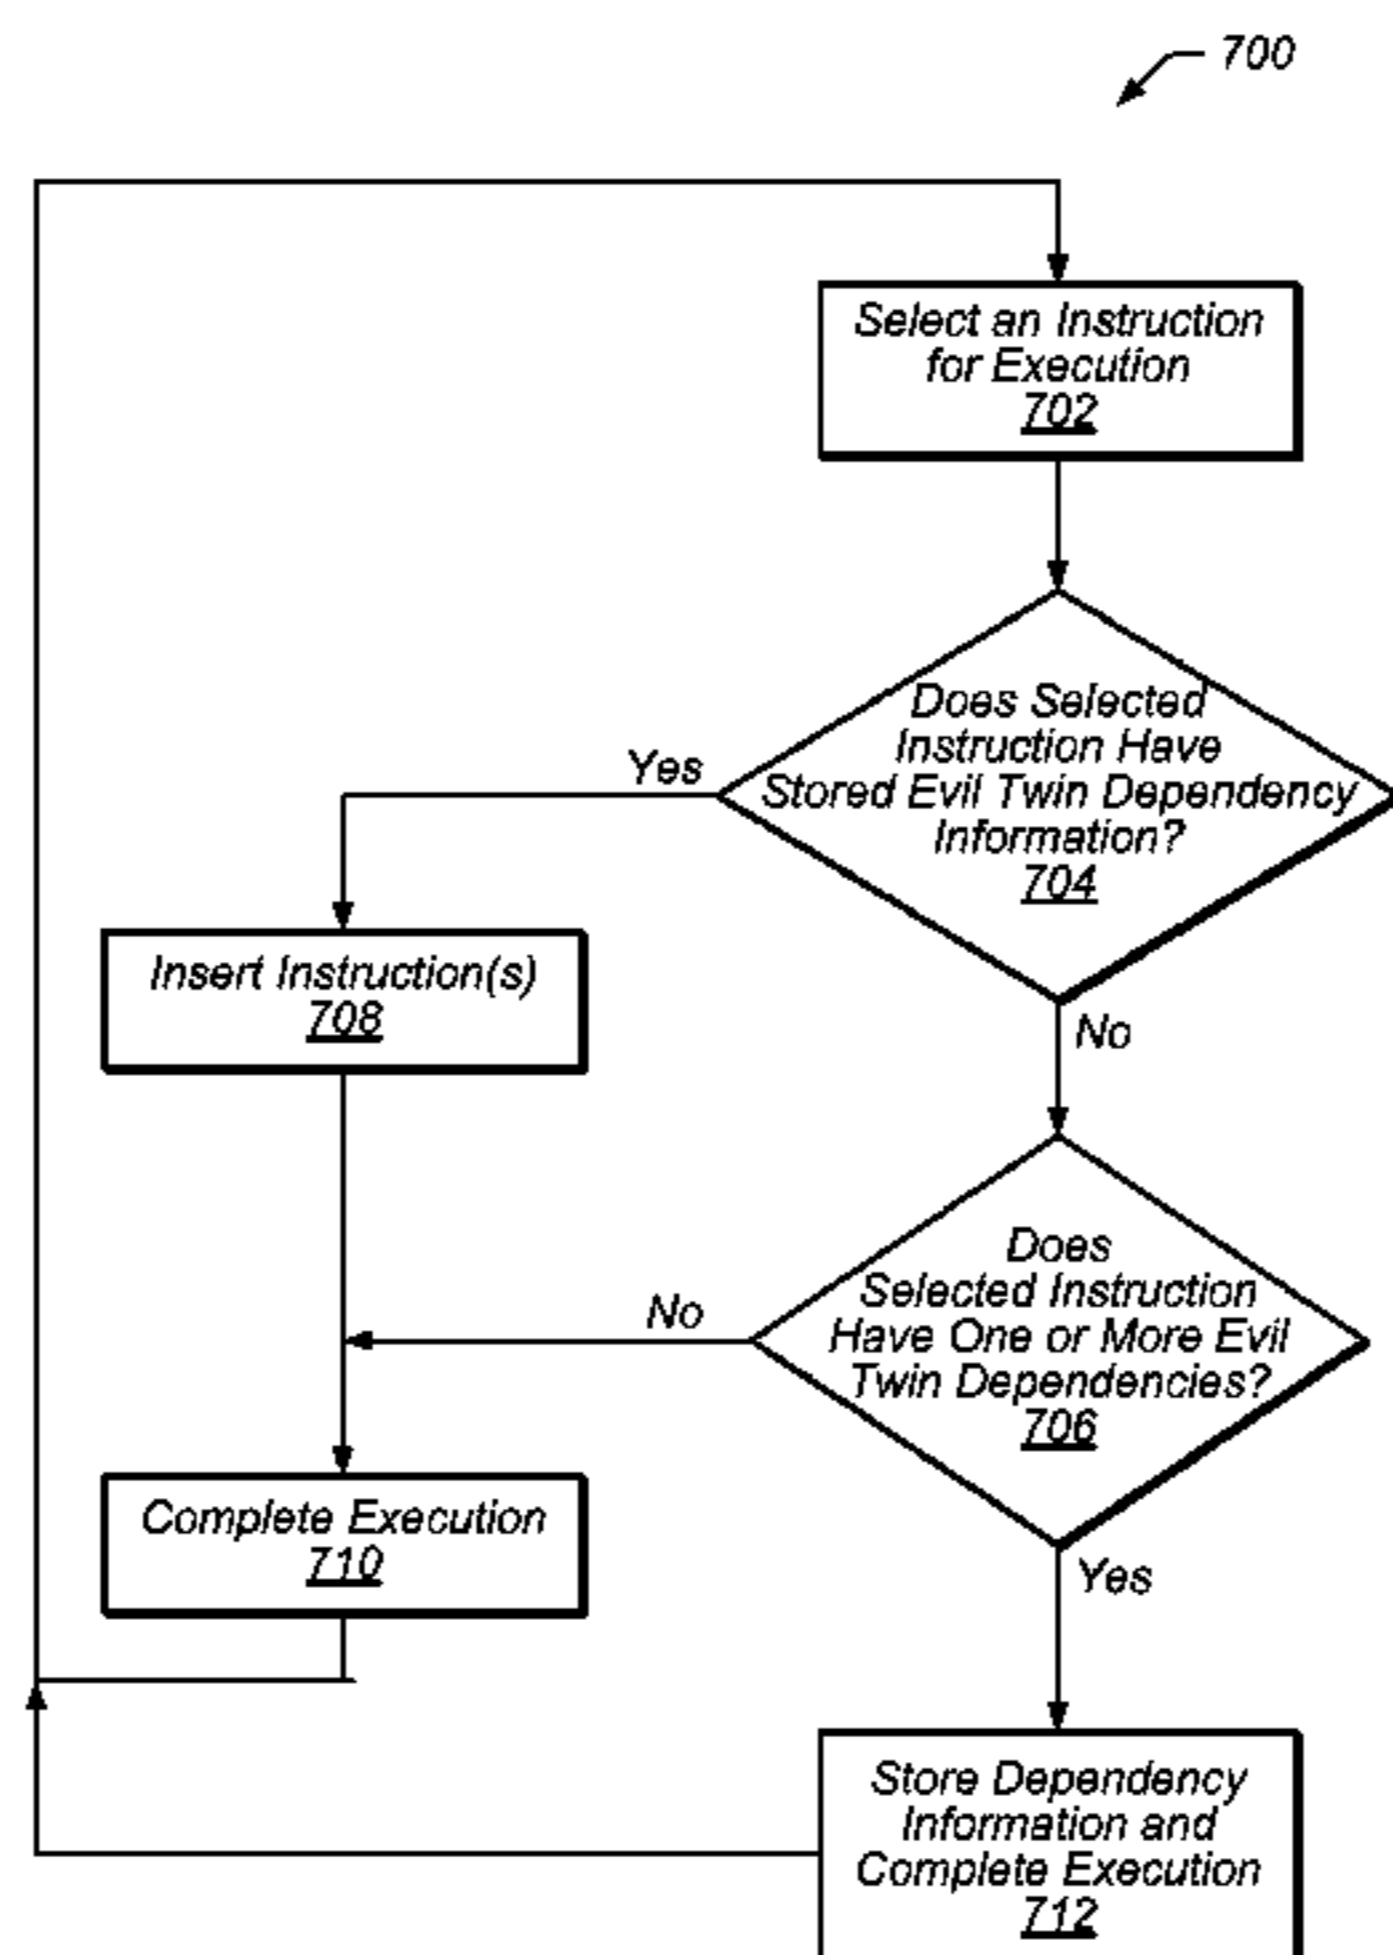 700
Select an Instruction
for Execution
702
Does Selected
Instruction Have
Stored Evil Twin Dependency
Information?
704
Yes
No
Insert Instruction(s)
708
Does
Selected Instruction
Have One or More Evil
Twin Dependencies?
706
No
Yes
Complete Execution
710
Store Dependency
Information and
Complete Execution
712